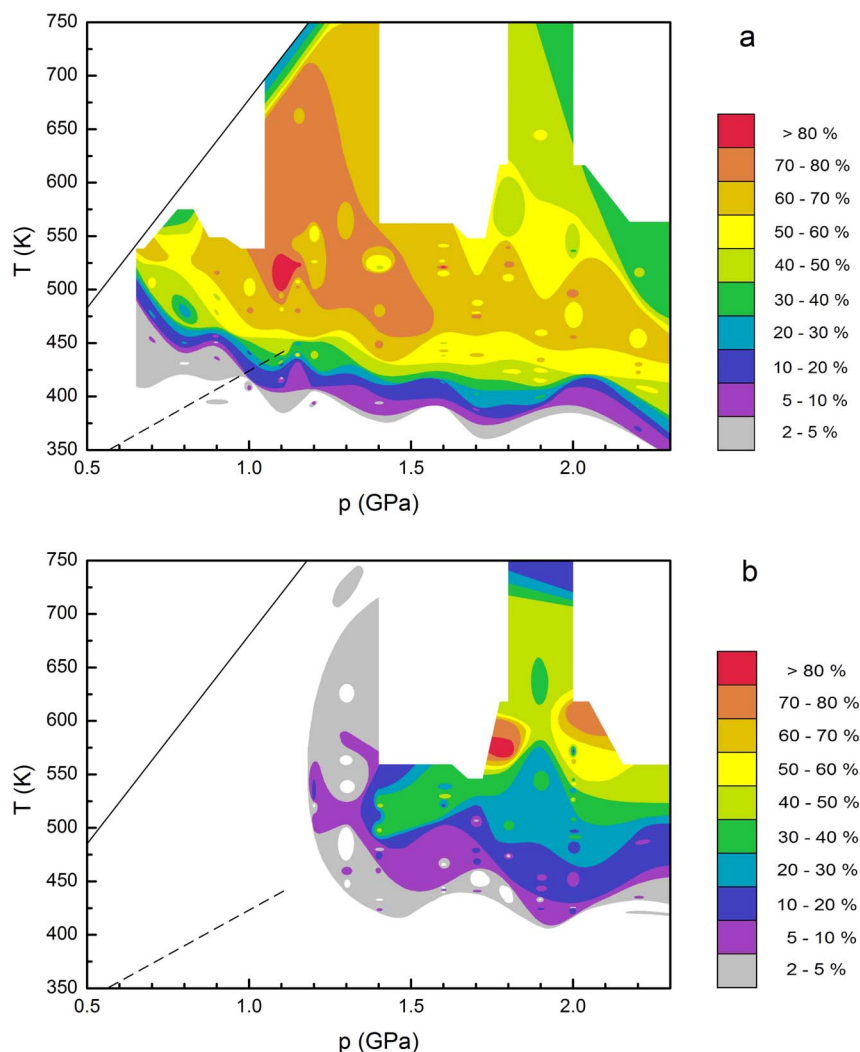 a
750
700
650
600
550
500
450
400
350
T (K)
0.5 1.0 1.5 2.0
p (GPa)
> 80 %
70 - 80 %
60 - 70 %
50 - 60 %
40 - 50 %
30 - 40 %
20 - 30 %
10 - 20 %
5 - 10 %
2 - 5 %
b
750
700
650
600
550
500
450
400
350
T (K)
0.5 1.0 1.5 2.0
p (GPa)
> 80 %
70 - 80 %
60 - 70 %
50 - 60 %
40 - 50 %
30 - 40 %
20 - 30 %
10 - 20 %
5 - 10 %
2 - 5 %